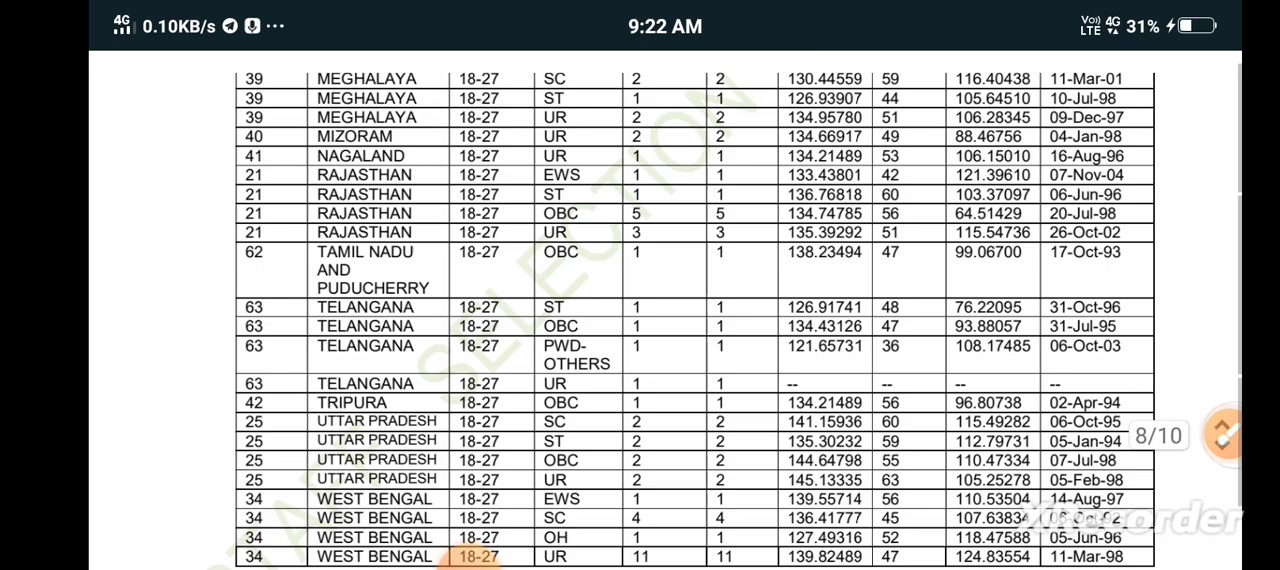 4G 0.10KB/s ··· 9:22 AM Vo) LTE 4G 31%
39 MEGHALAYA 18-27 SC 2 2 130.44559 59 116.40438 11-Mar-01
39 MEGHALAYA 18-27 ST 1 1 126.93907 44 105.64510 10-Jul-98
39 MEGHALAYA 18-27 UR 2 2 134.95780 51 106.28345 09-Dec-97
40 MIZORAM 18-27 UR 2 2 134.66917 49 88.46756 04-Jan-98
41 NAGALAND 18-27 UR 1 1 134.21489 53 106.15010 16-Aug-96
21 RAJASTHAN 18-27 EWS 1 1 133.43801 42 121.39610 07-Nov-04
21 RAJASTHAN 18-27 ST 1 1 136.76818 60 103.37097 06-Jun-96
21 RAJASTHAN 18-27 OBC 5 5 134.74785 56 64.51429 20-Jul-98
21 RAJASTHAN 18-27 UR 3 3 135.39292 51 115.54736 26-Oct-02
62 TAMIL NADU 18-27 OBC 1 1 138.23494 47 99.06700 17-Oct-93
AND
PUDUCHERRY
63 TELANGANA 18-27 ST 1 1 126.91741 48 76.22095 31-Oct-96
63 TELANGANA 18-27 OBC 1 1 134.43126 47 93.88057 31-Jul-95
63 TELANGANA 18-27 PWD- 1 1 121.65731 36 108.17485 06-Oct-03
OTHERS
63 TELANGANA 18-27 UR 1 1 -- -- -- --
42 TRIPURA 18-27 OBC 1 1 134.21489 56 96.80738 02-Apr-94
25 UTTAR PRADESH 18-27 SC 2 2 141.15936 60 115.49282 06-Oct-95
25 UTTAR PRADESH 18-27 ST 2 2 135.30232 59 112.79731 05-Jan-94
8/10
25 UTTAR PRADESH 18-27 OBC 2 2 144.64798 55 110.47334 07-Jul-98
25 UTTAR PRADESH 18-27 UR 2 2 145.13335 63 105.25278 05-Feb-98
34 WEST BENGAL 18-27 EWS 1 1 139.55714 56 110.53504 14-Aug-97
34 WEST BENGAL 18-27 SC 4 4 136.41777 45 107.63834 06-Oct-92
XRecorder
34 WEST BENGAL 18-27 OH 1 1 127.49316 52 118.47588 05-Jun-96
34 WEST BENGAL 18-27 UR 11 11 139.82489 47 124.83554 11-Mar-98
SELECTION